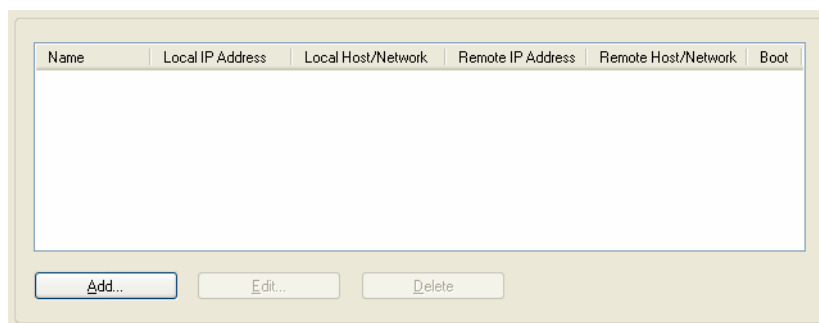 Name Local IP Address Local Host/Network Remote IP Address Remote Host/Network Boot
Add... Edit... Delete